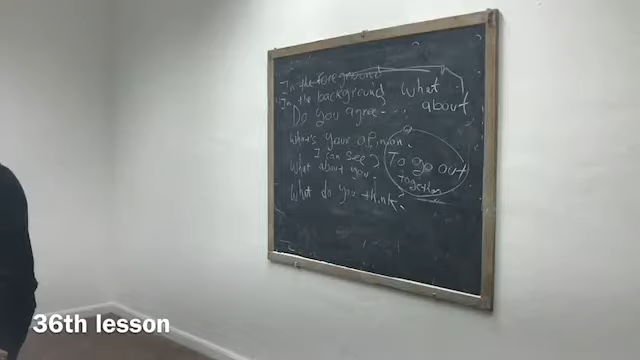 In the foreground
In the background
What about
Do you agree...
What's your opinion
I can see
What about you.
To go out
together
What do you think?
36th lesson